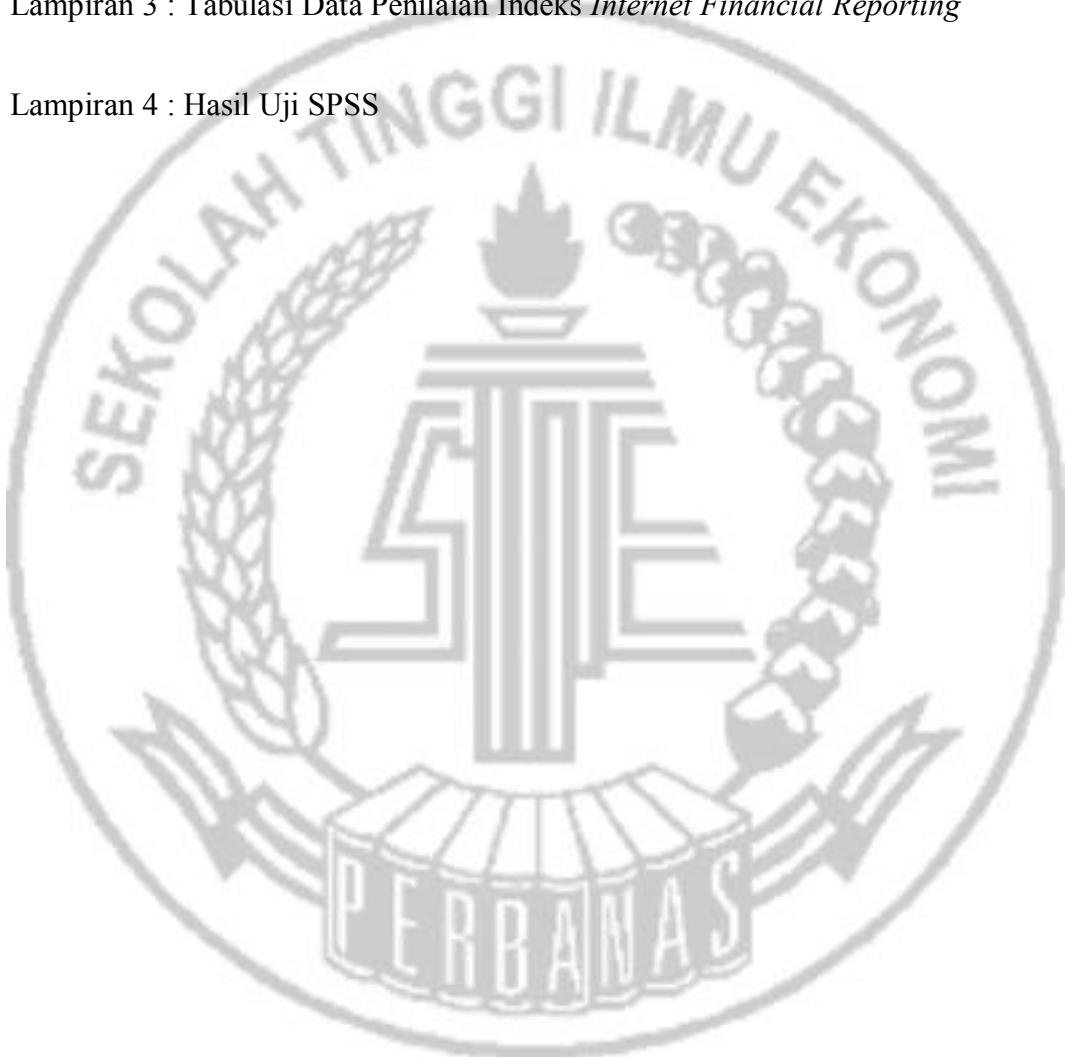 Lampiran 3 : Tabulasi Data Penilaian Indeks Internet Financial Reporting
Lampiran 4 : Hasil Uji SPSS
SEKOLAH TINGGI ILMU EKONOMI
STIE
PERBANAS